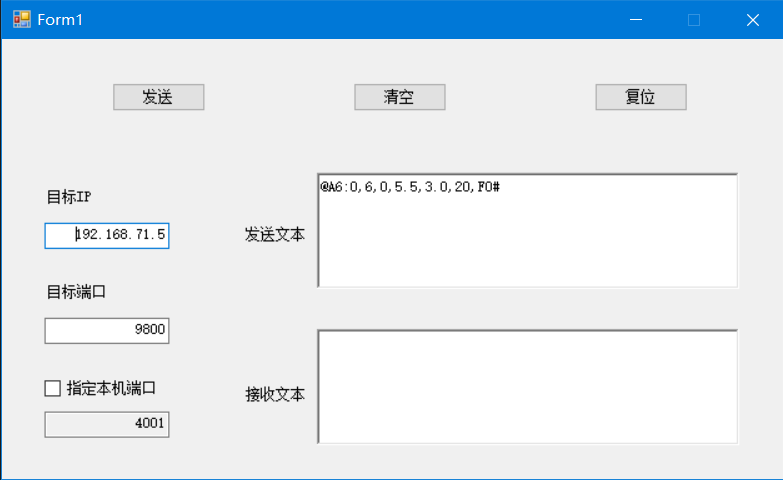 Form1
发送
清空
复位
目标IP
192.168.71.5
目标端口
9800
指定本机端口
4001
发送文本
@A6:0,6,0,5.5,3.0,20,F0#
接收文本